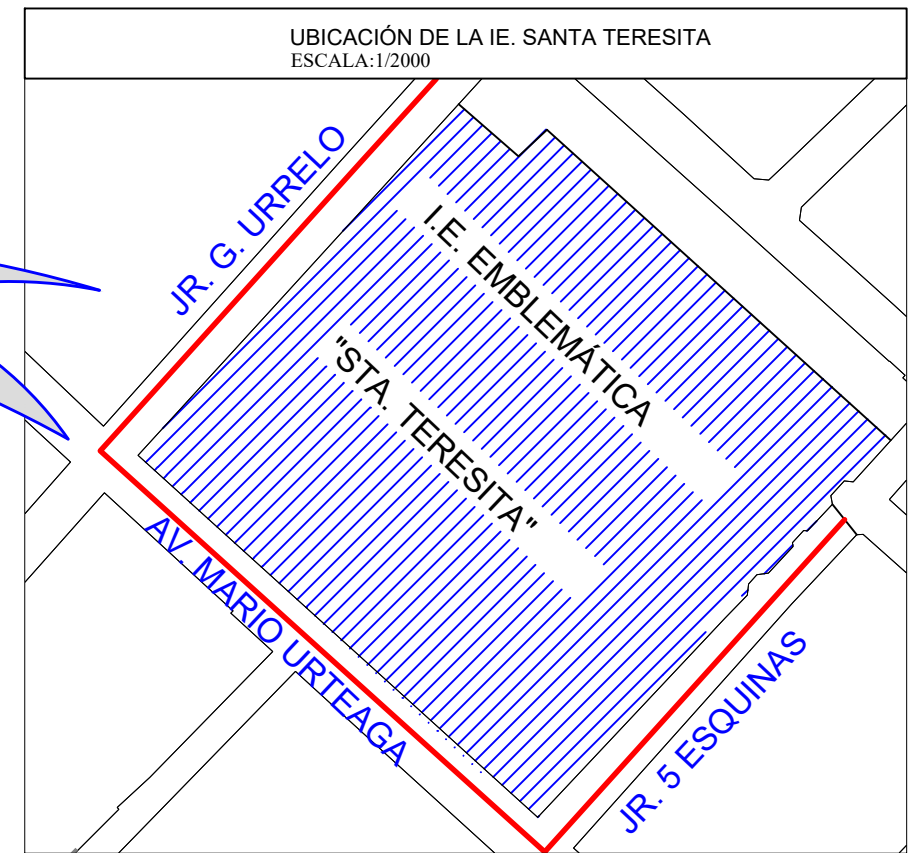 UBICACIÓN DE LA IE. SANTA TERESITA
ESCALA:1/2000
JR. G. URRELO
I.E. EMBLEMÁTICA
"STA. TERESITA"
AV. MARIO URTEAGA
JR. 5 ESQUINAS